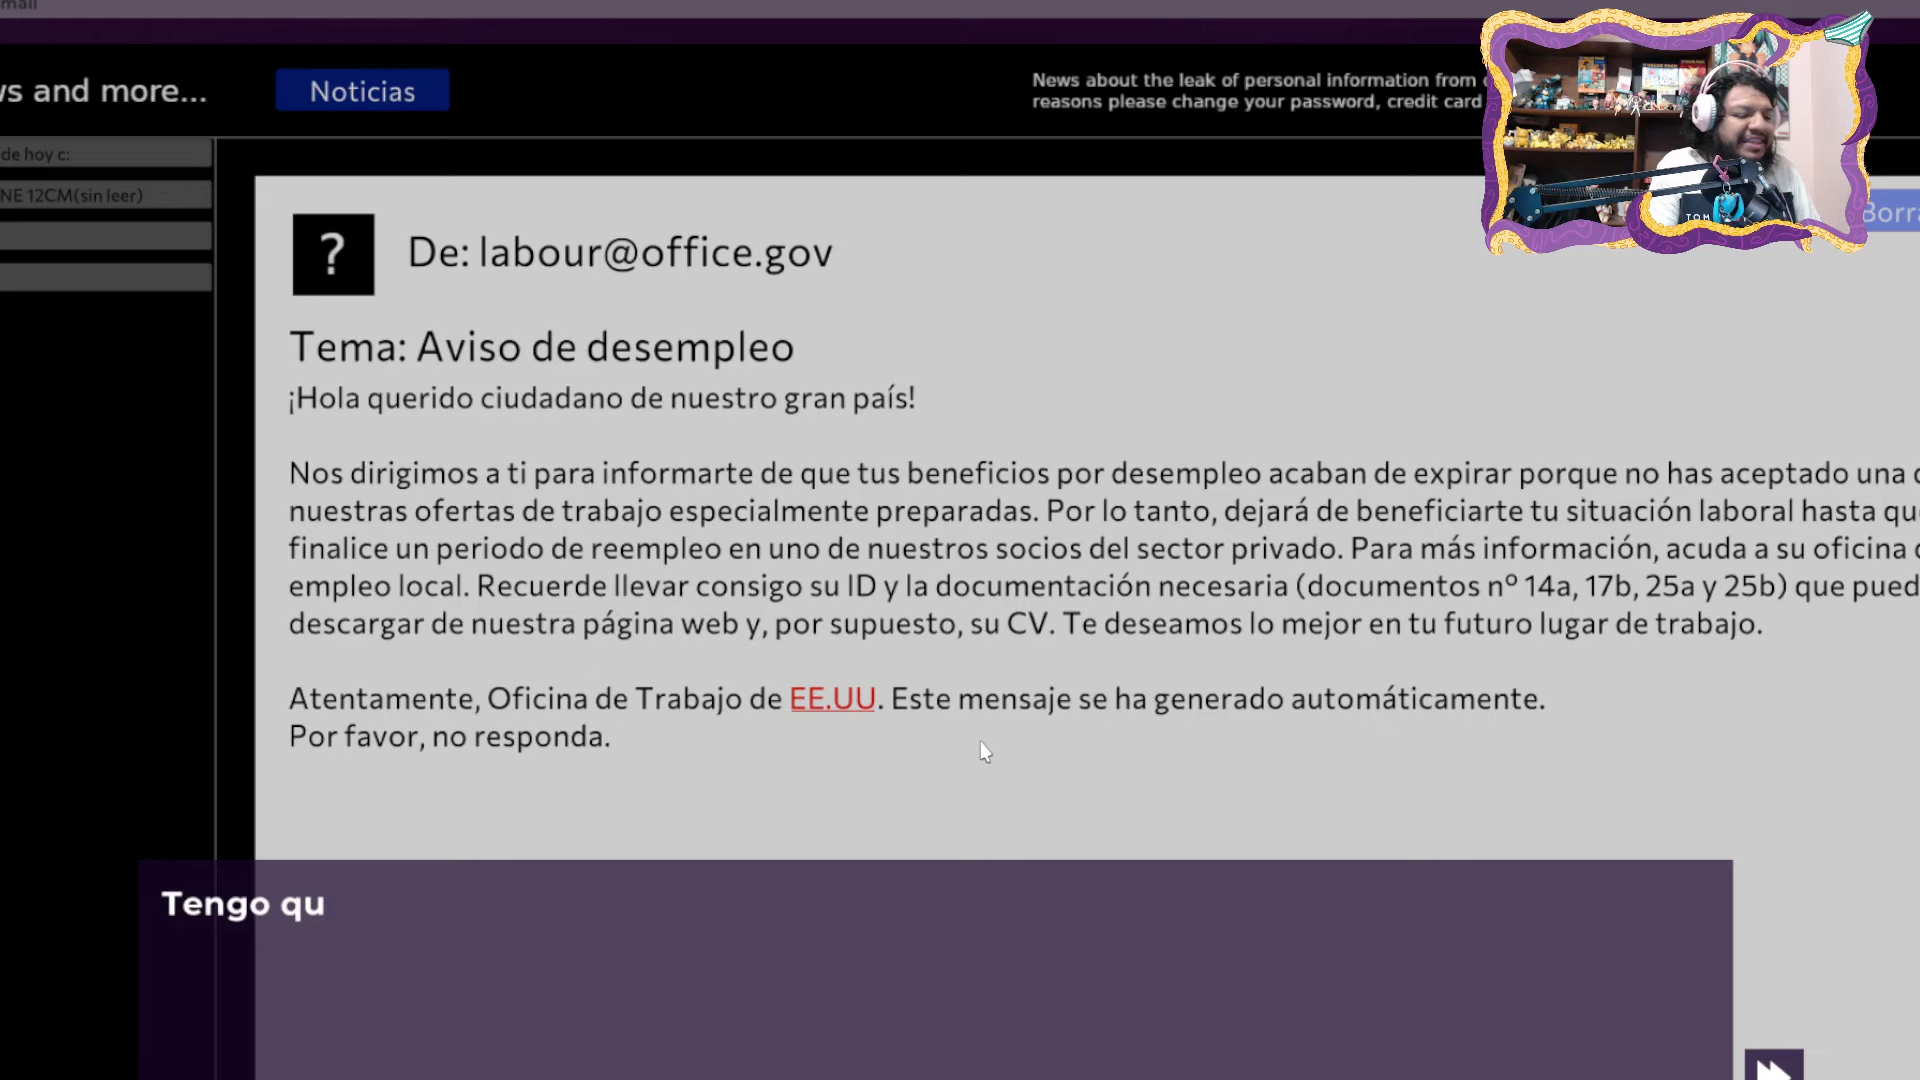 mail
ws and more...
Noticias
News about the leak of personal information from
reasons please change your password, credit card
de hoy c:
NE 12CM(sin leer)
De: labour@office.gov
Borra
?
Tema: Aviso de desempleo
¡Hola querido ciudadano de nuestro gran país!
Nos dirigimos a ti para informarte de que tus beneficios por desempleo acaban de expirar porque no has aceptado una
nuestras ofertas de trabajo especialmente preparadas. Por lo tanto, dejará de beneficiarte tu situación laboral hasta que
finalice un periodo de reempleo en uno de nuestros socios del sector privado. Para más información, acuda a su oficina
empleo local. Recuerde llevar consigo su ID y la documentación necesaria (documentos nº 14a, 17b, 25a y 25b) que pued
descargar de nuestra página web y, por supuesto, su CV. Te deseamos lo mejor en tu futuro lugar de trabajo.
Atentamente, Oficina de Trabajo de EE.UU. Este mensaje se ha generado automáticamente.
Por favor, no responda.
Tengo qu
TOM